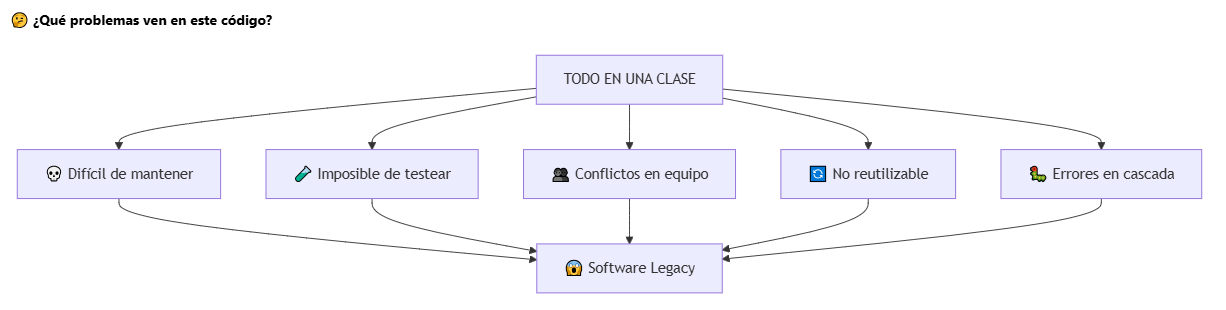 🤔 ¿Qué problemas ven en este código?
TODO EN UNA CLASE
💀 Difícil de mantener
🧪 Imposible de testear
👥 Conflictos en equipo
🔄 No reutilizable
🐛 Errores en cascada
😱 Software Legacy